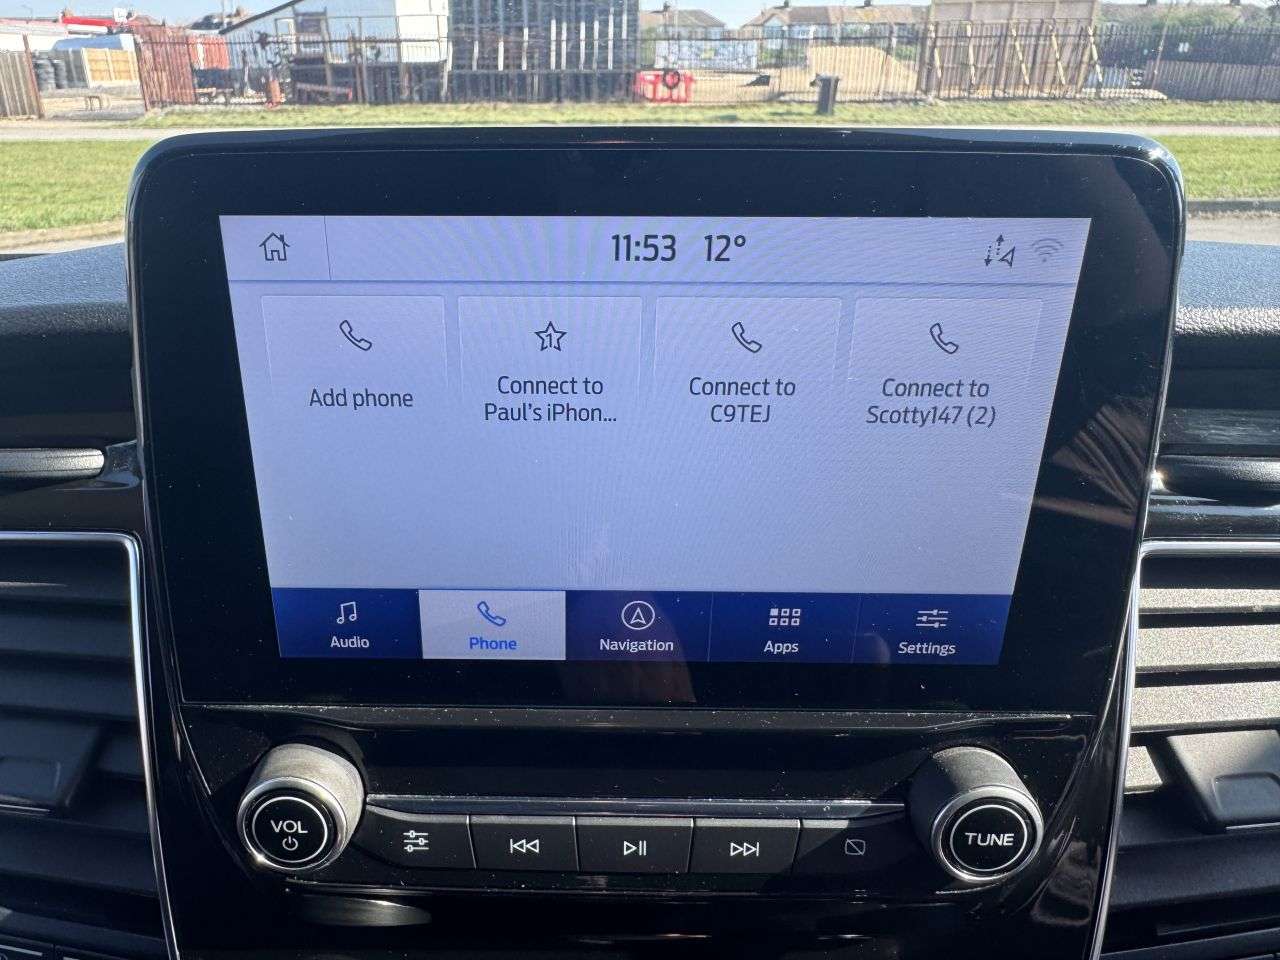 11:53 12°
Add phone
Connect to
Paul's iPhon...
Connect to
C9TEJ
Connect to
Scotty147 (2)
Audio
Phone
Navigation
Apps
Settings
VOL
TUNE